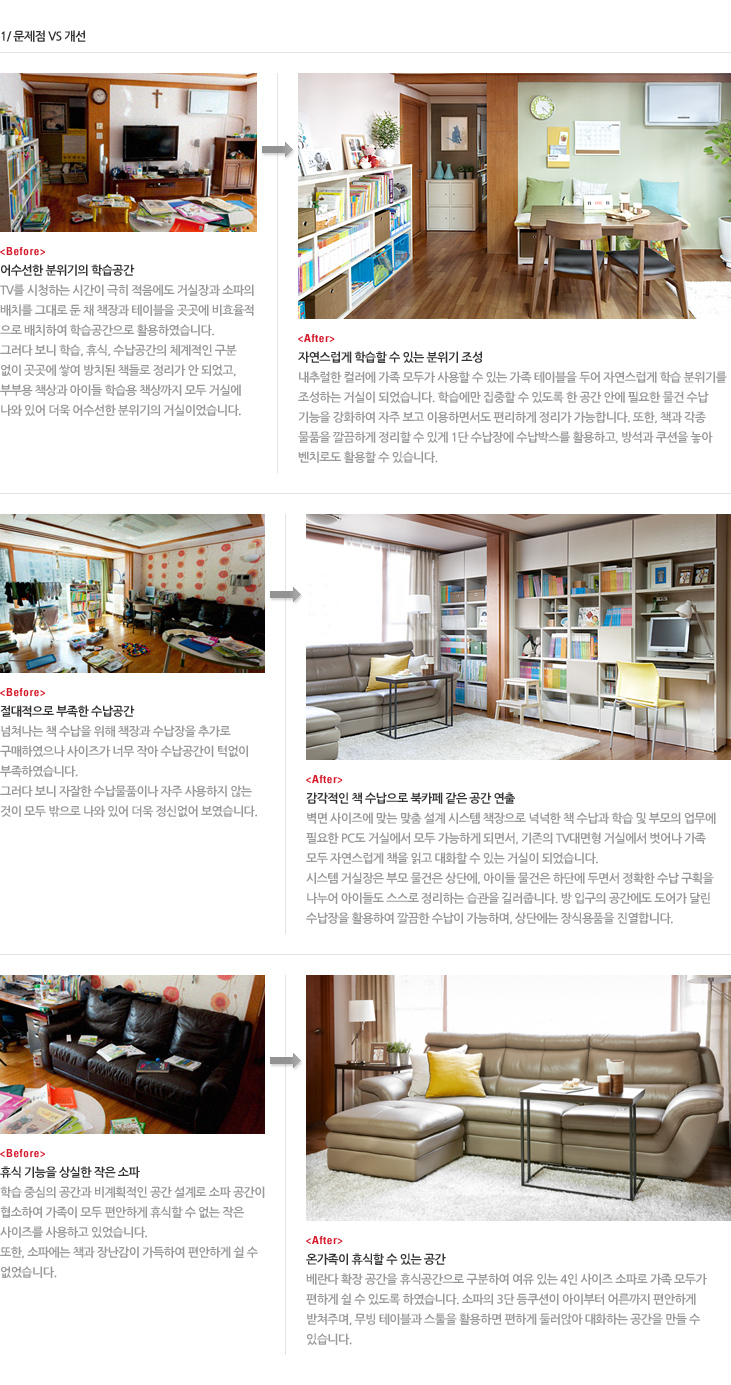 1/ 문제점 VS 개선
<Before>
어수선한 분위기의 학습공간
TV를 시청하는 시간이 극히 적음에도 거실장과 소파의
배치를 그대로 둔 채 책장과 테이블을 곳곳에 비효율적
으로 배치하여 학습공간으로 활용하였습니다.
그러다 보니 학습, 휴식, 수납공간의 체계적인 구분
없이 곳곳에 쌓여 방치된 책들로 정리가 안 되었고,
부부용 책상과 아이들 학습용 책상까지 모두 거실에
나와 있어 더욱 어수선한 분위기의 거실이었습니다.
<After>
자연스럽게 학습할 수 있는 분위기 조성
내추럴한 컬러에 가족 모두가 사용할 수 있는 가족 테이블을 두어 자연스럽게 학습 분위기를
조성하는 거실이 되었습니다. 학습에만 집중할 수 있도록 한 공간 안에 필요한 물건 수납
기능을 강화하여 자주 보고 이용하면서도 편리하게 정리가 가능합니다. 또한, 책과 각종
물품을 깔끔하게 정리할 수 있게 1단 수납장에 수납박스를 활용하고, 방석과 쿠션을 놓아
벤치로도 활용할 수 있습니다.
<Before>
절대적으로 부족한 수납공간
넘쳐나는 책 수납을 위해 책장과 수납장을 추가로
구매하였으나 사이즈가 너무 작아 수납공간이 턱없이
부족하였습니다.
그러다 보니 자잘한 수납물품이나 자주 사용하지 않는
것이 모두 밖으로 나와 있어 더욱 정신없어 보였습니다.
<After>
감각적인 책 수납으로 북카페 같은 공간 연출
벽면 사이즈에 맞는 맞춤 설계 시스템 책장으로 넉넉한 책 수납과 학습 및 부모의 업무에
필요한 PC도 거실에서 모두 가능하게 되면서, 기존의 TV대면형 거실에서 벗어나 가족
모두 자연스럽게 책을 읽고 대화할 수 있는 거실이 되었습니다.
시스템 거실장은 부모 물건은 상단에, 아이들 물건은 하단에 두면서 정확한 수납 구획을
나누어 아이들도 스스로 정리하는 습관을 길러줍니다. 방 입구의 공간에도 도어가 달린
수납장을 활용하여 깔끔한 수납이 가능하며, 상단에는 장식용품을 진열합니다.
<Before>
휴식 기능을 상실한 작은 소파
학습 중심의 공간과 비계획적인 공간 설계로 소파 공간이
협소하여 가족이 모두 편안하게 휴식할 수 없는 작은
사이즈를 사용하고 있었습니다.
또한, 소파에는 책과 장난감이 가득하여 편안하게 쉴 수
없었습니다.
<After>
온가족이 휴식할 수 있는 공간
베란다 확장 공간을 휴식공간으로 구분하여 여유 있는 4인 사이즈 소파로 가족 모두가
편하게 쉴 수 있도록 하였습니다. 소파의 3단 등쿠션이 아이부터 어른까지 편안하게
받쳐주며, 무빙 테이블과 스툴을 활용하면 편하게 둘러앉아 대화하는 공간을 만들 수
있습니다.